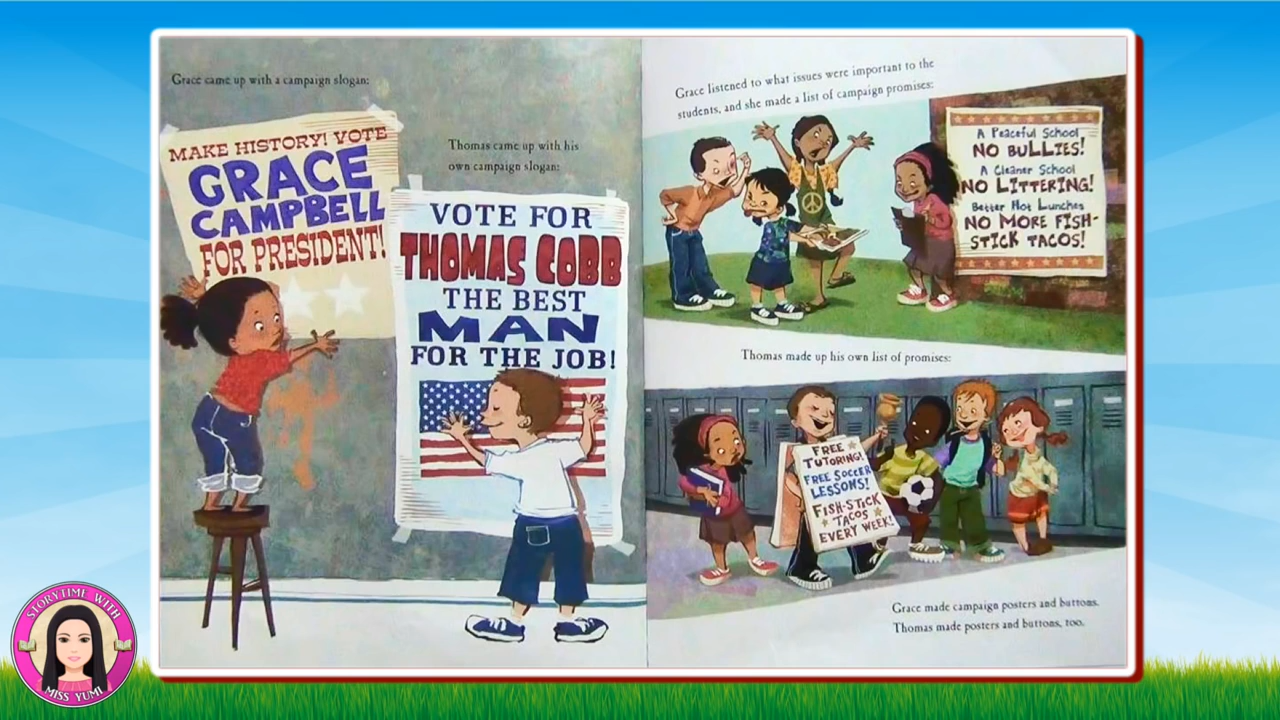 Grace came up with a campaign slogan:
MAKE HISTORY! VOTE
GRACE
CAMPBELL
FOR PRESIDENT!
Thomas came up with his
own campaign slogan:
VOTE FOR
THOMAS COBB
THE BEST
MAN
FOR THE JOB!
Grace listened to what issues were important to the
students, and she made a list of campaign promises:
A Peaceful School
NO BULLIES!
A Cleaner School
NO LITTERING!
Better Hot Lunches
NO MORE FISH-
STICK TACOS!
Thomas made up his own list of promises:
FREE
TUTORING!
FREE SOCCER
LESSONS!
FISH-STICK
TACOS
EVERY WEEK!
Grace made campaign posters and buttons.
Thomas made posters and buttons, too.
STORYTIME WITH
MISS YUMI